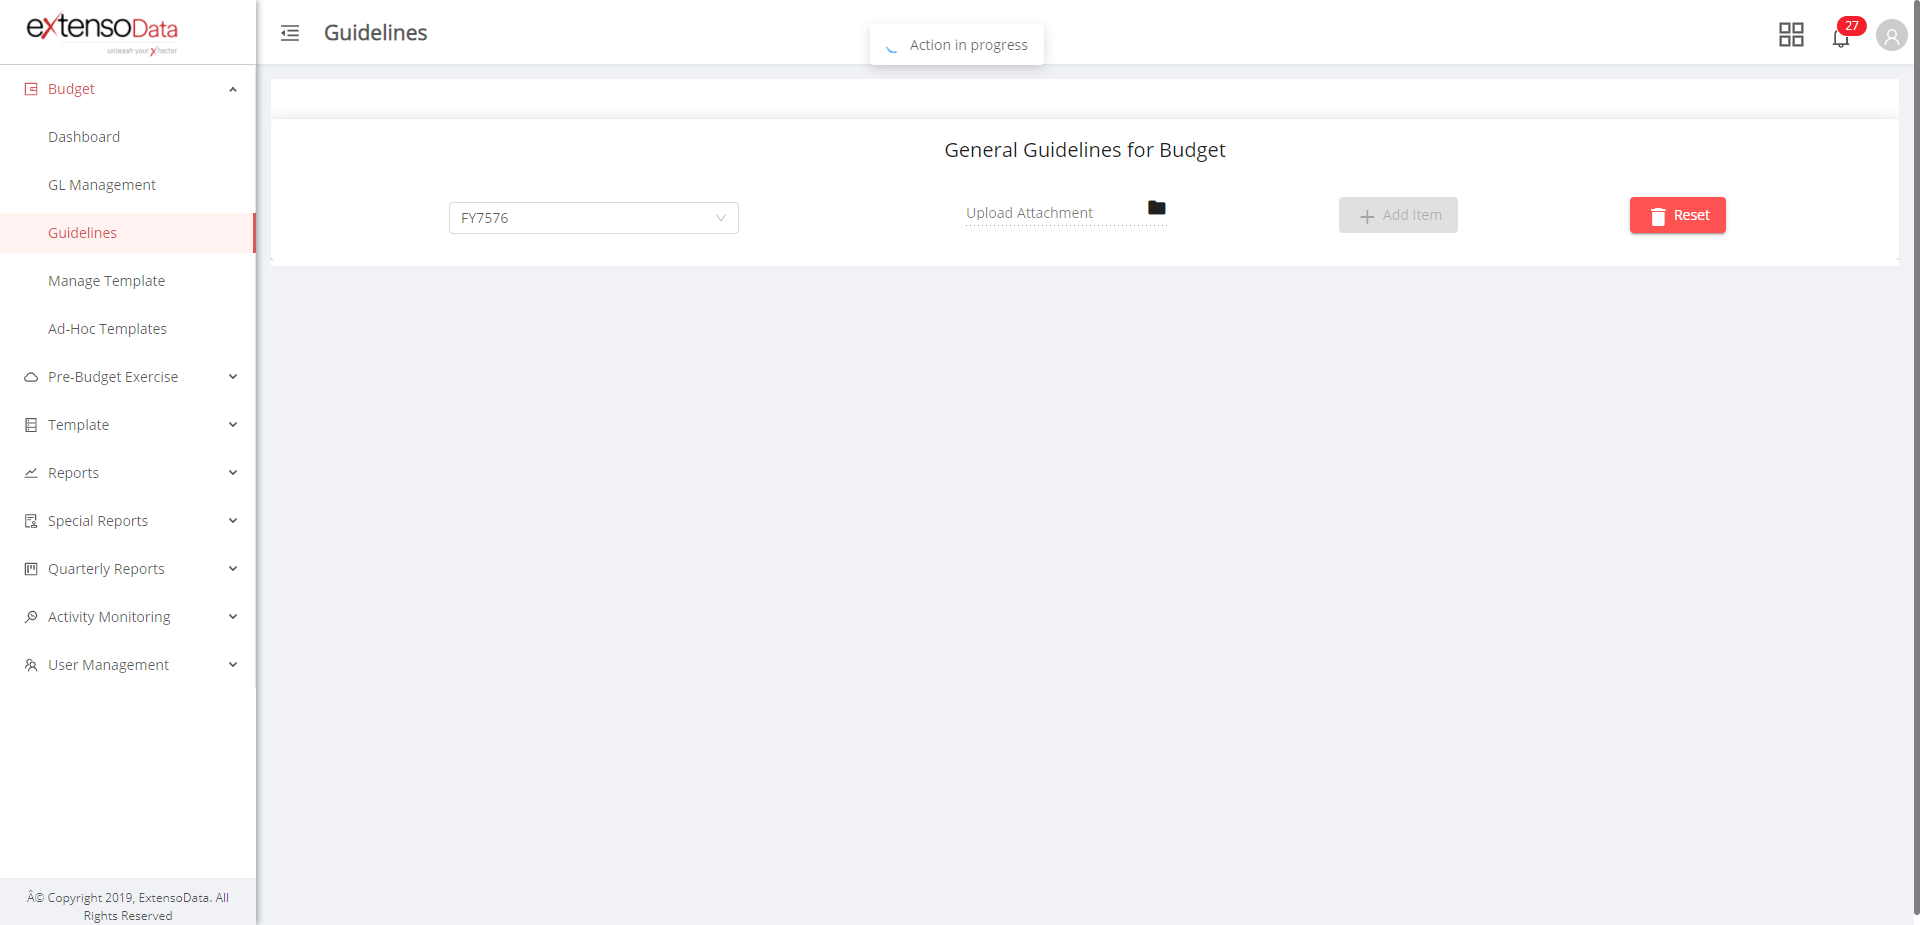 extensoData
unleash your Xfactor
Guidelines
Action in progress
27
Budget
Dashboard
GL Management
Guidelines
Manage Template
Ad-Hoc Templates
Pre-Budget Exercise
Template
Reports
Special Reports
Quarterly Reports
Activity Monitoring
User Management
Â© Copyright 2019, ExtensoData. All
Rights Reserved
General Guidelines for Budget
FY7576
Upload Attachment
Add Item
Reset